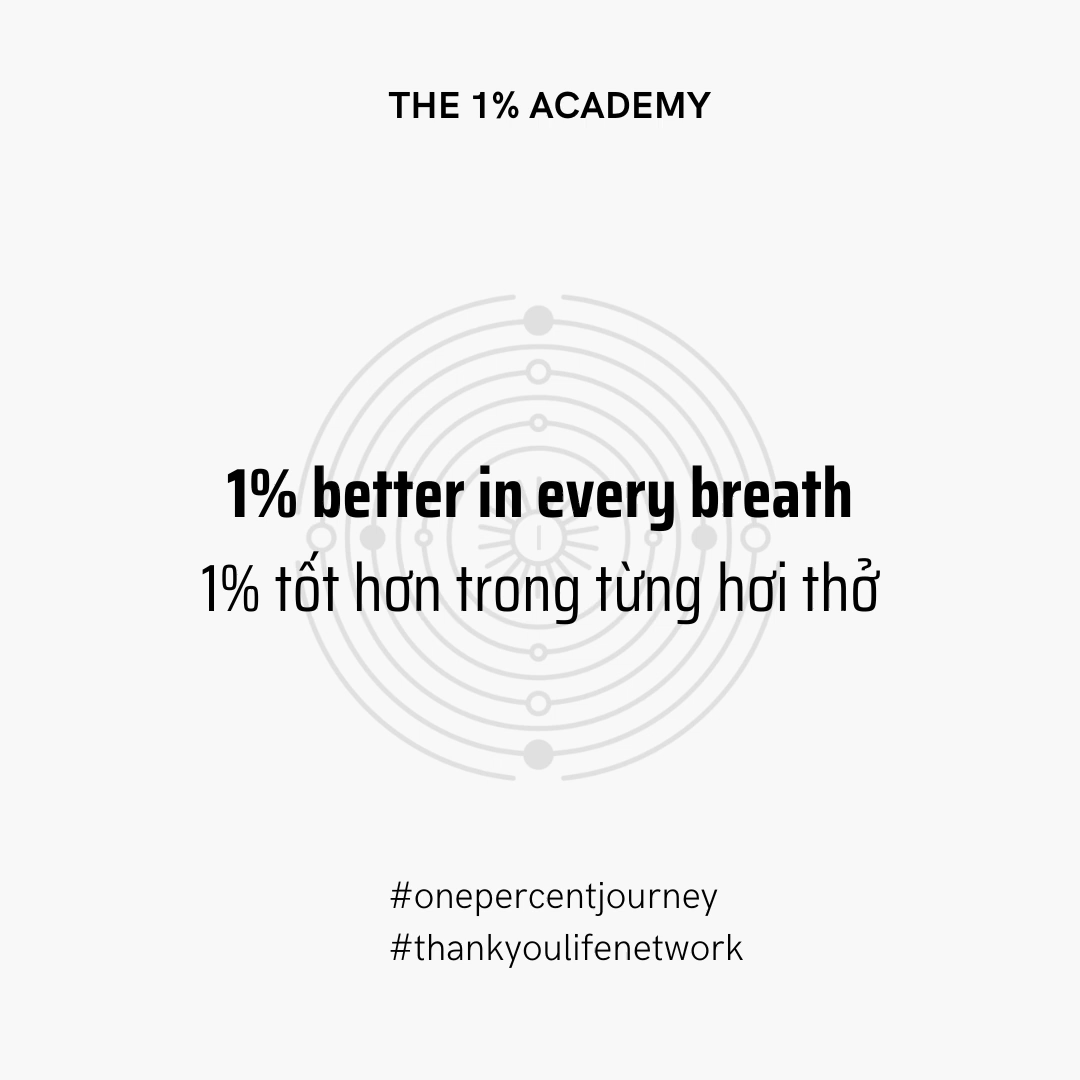 THE 1% ACADEMY
1% better in every breath
1% tốt hơn trong từng hơi thở
#onepercentjourney
#thankyoulifenetwork